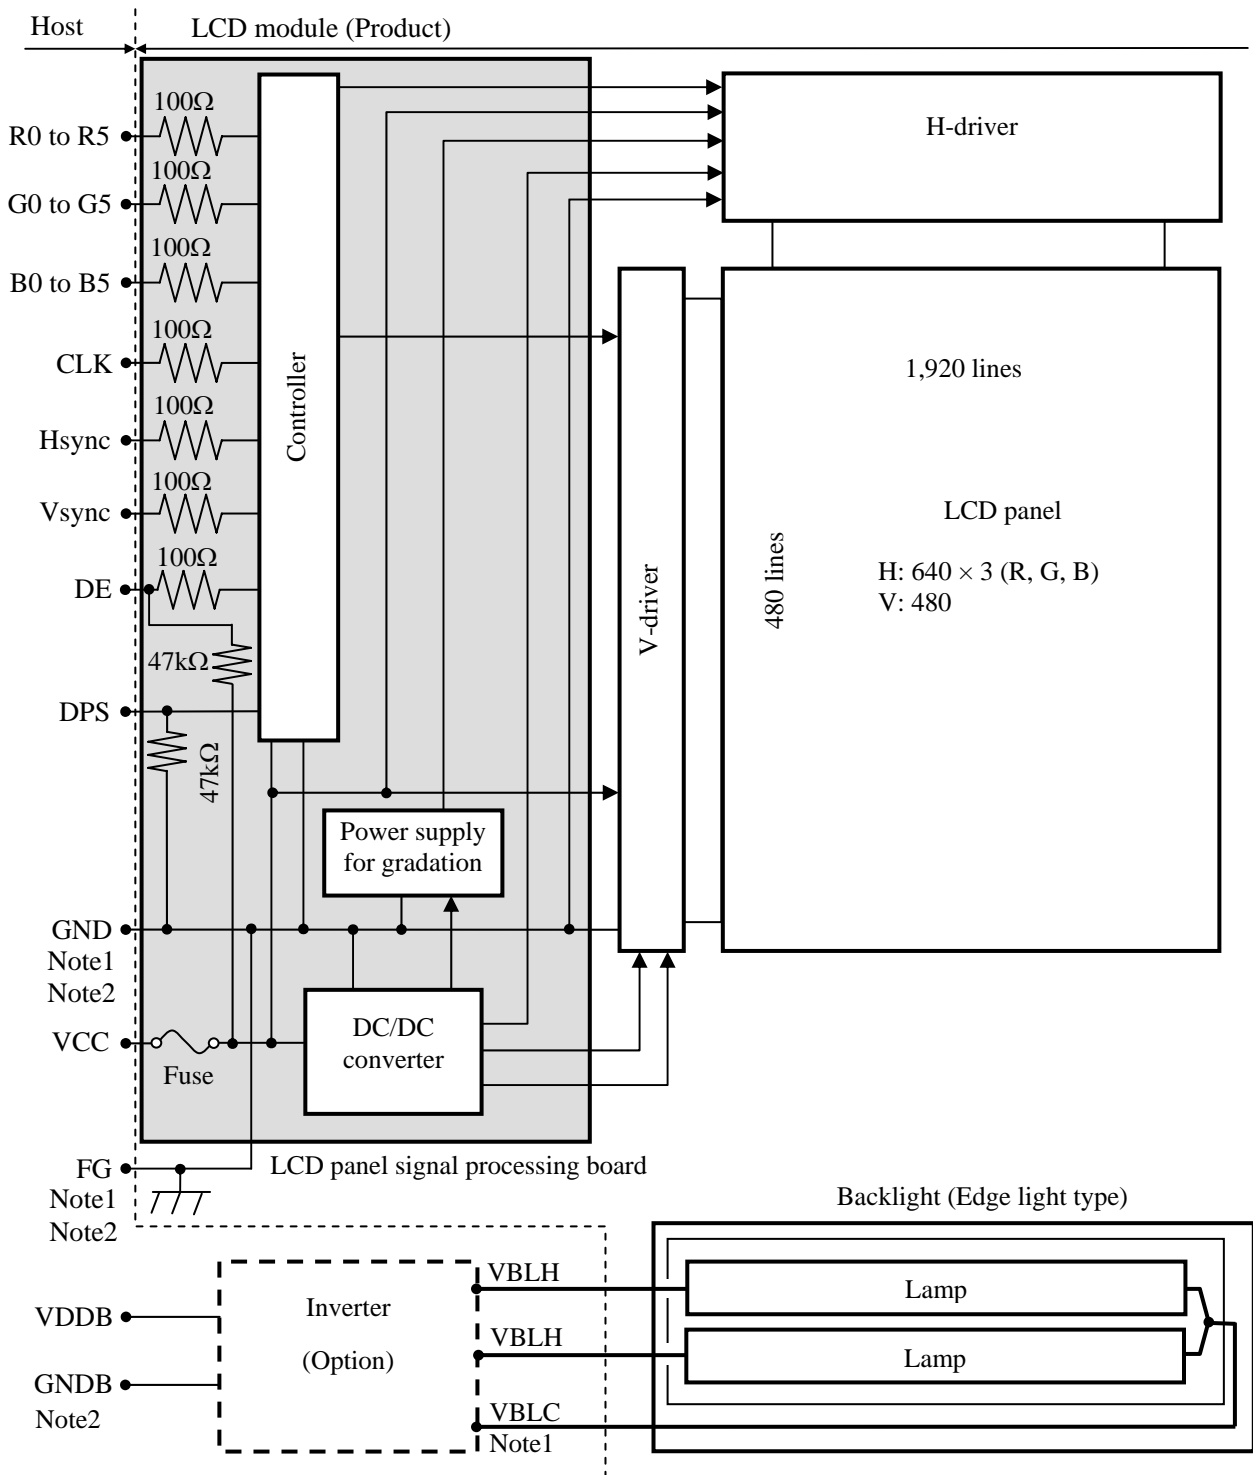 Host
LCD module (Product)
100Ω
R0 to R5
100Ω
G0 to G5
100Ω
B0 to B5
100Ω
CLK
100Ω
Hsync
100Ω
Vsync
100Ω
DE
47kΩ
DPS
47kΩ
Controller
H-driver
V-driver
1,920 lines
480 lines
LCD panel
H: 640 × 3 (R, G, B)
V: 480
Power supply
for gradation
GND
Note1
Note2
VCC
Fuse
DC/DC
converter
FG
Note1
Note2
LCD panel signal processing board
Backlight (Edge light type)
VDDB
GNDB
Note2
Inverter
(Option)
VBLH
Lamp
VBLH
Lamp
VBLC
Note1